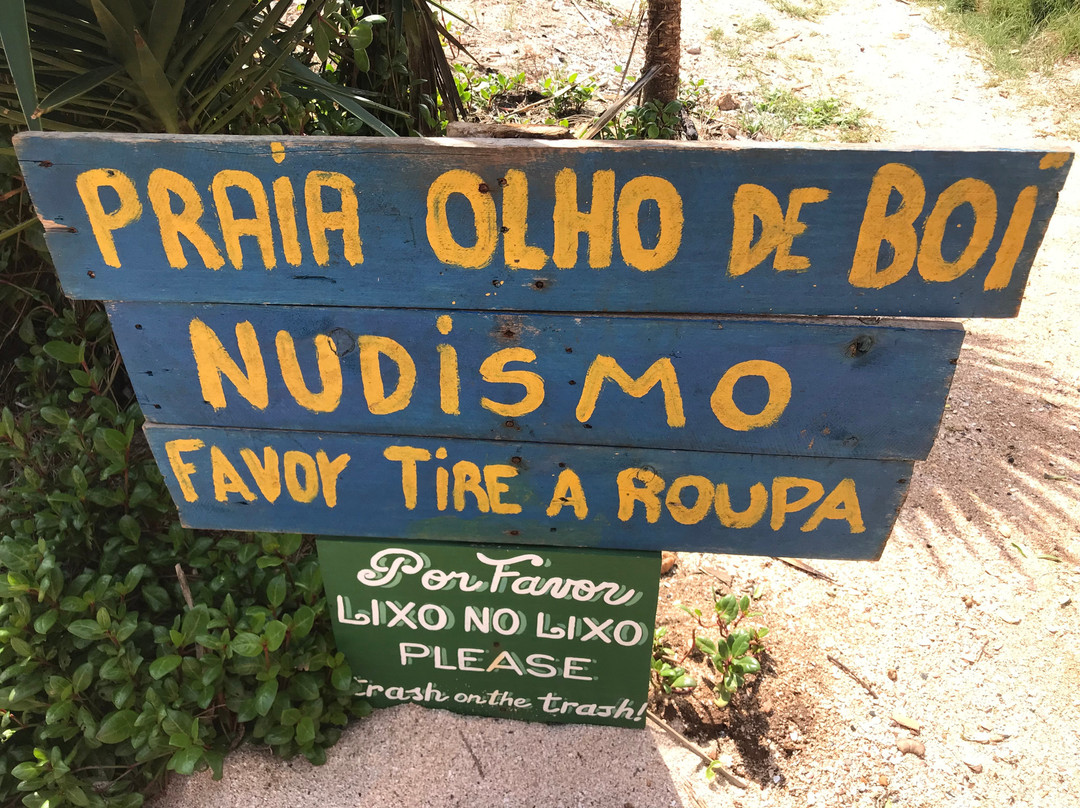 PRAiA OLHO DE BOi
NUDiSMO
FAVOR TiRE A ROUPA
Por Favor
LIXO NO LIXO
PLEASE
trash on the trash!